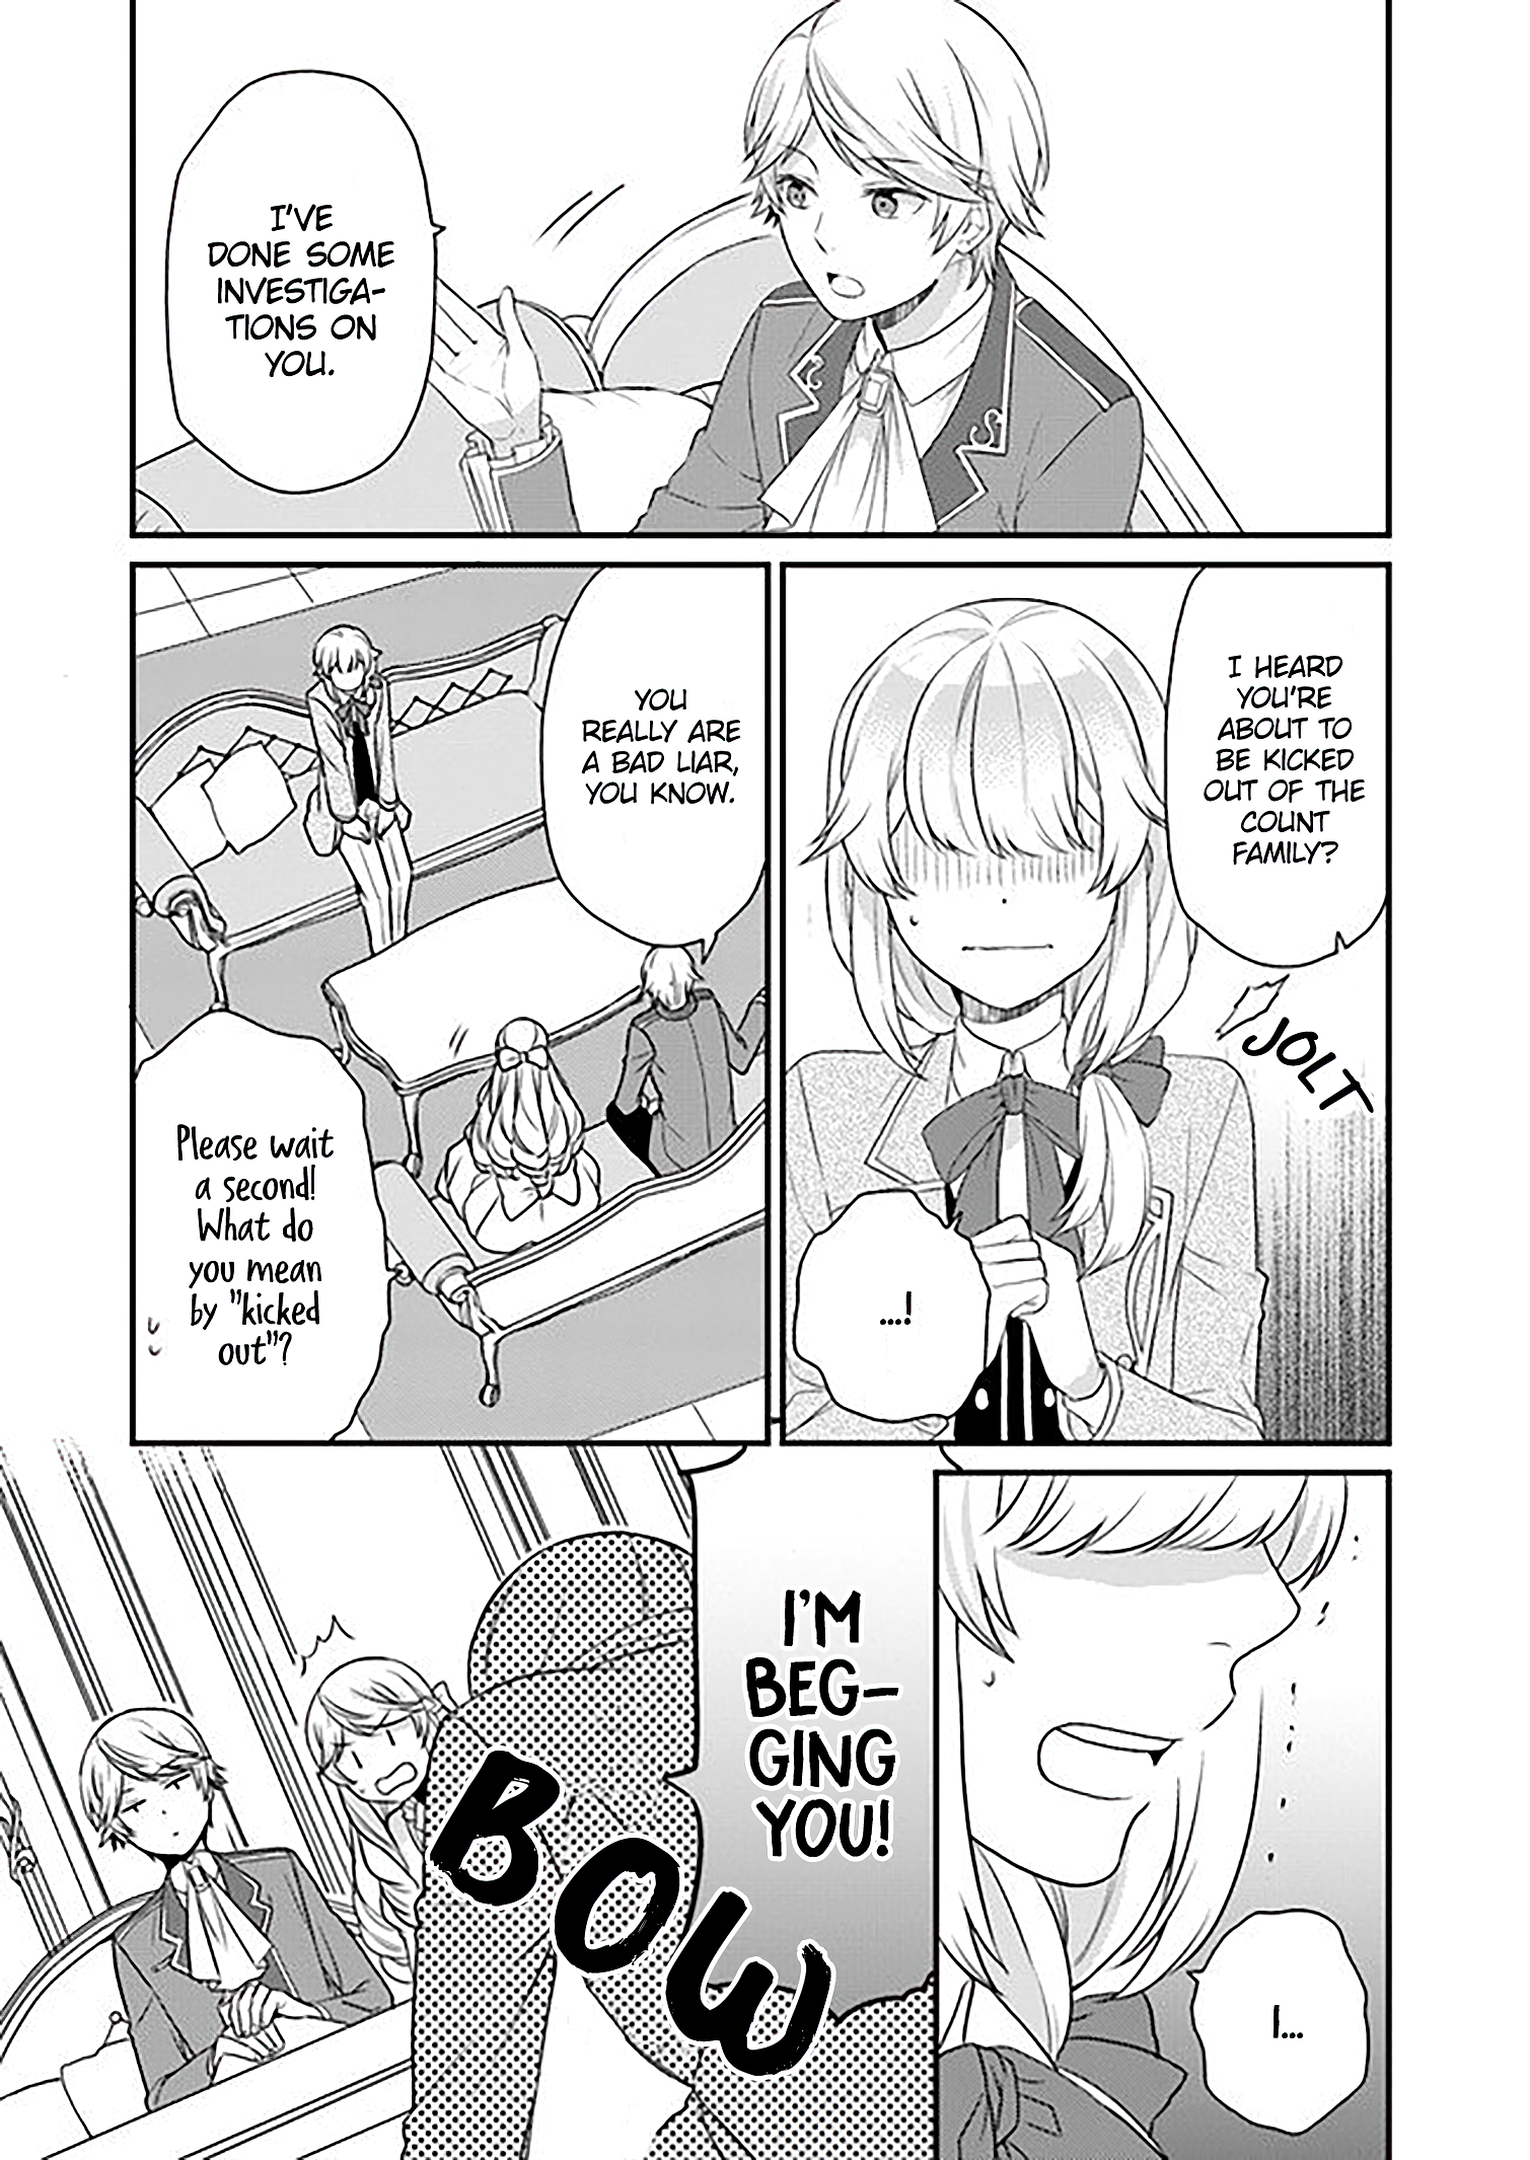 I'VE
DONE SOME
INVESTIGA-
TIONS ON
YOU.
I HEARD
YOU'RE
ABOUT TO
BE KICKED
OUT OF THE
COUNT
FAMILY?
JOLT
...!
YOU
REALLY ARE
A BAD LIAR,
YOU KNOW.
Please wait
a second!
What do
you mean
by "kicked
out"?
I...
I'M
BEG-
GING
YOU!
BOW